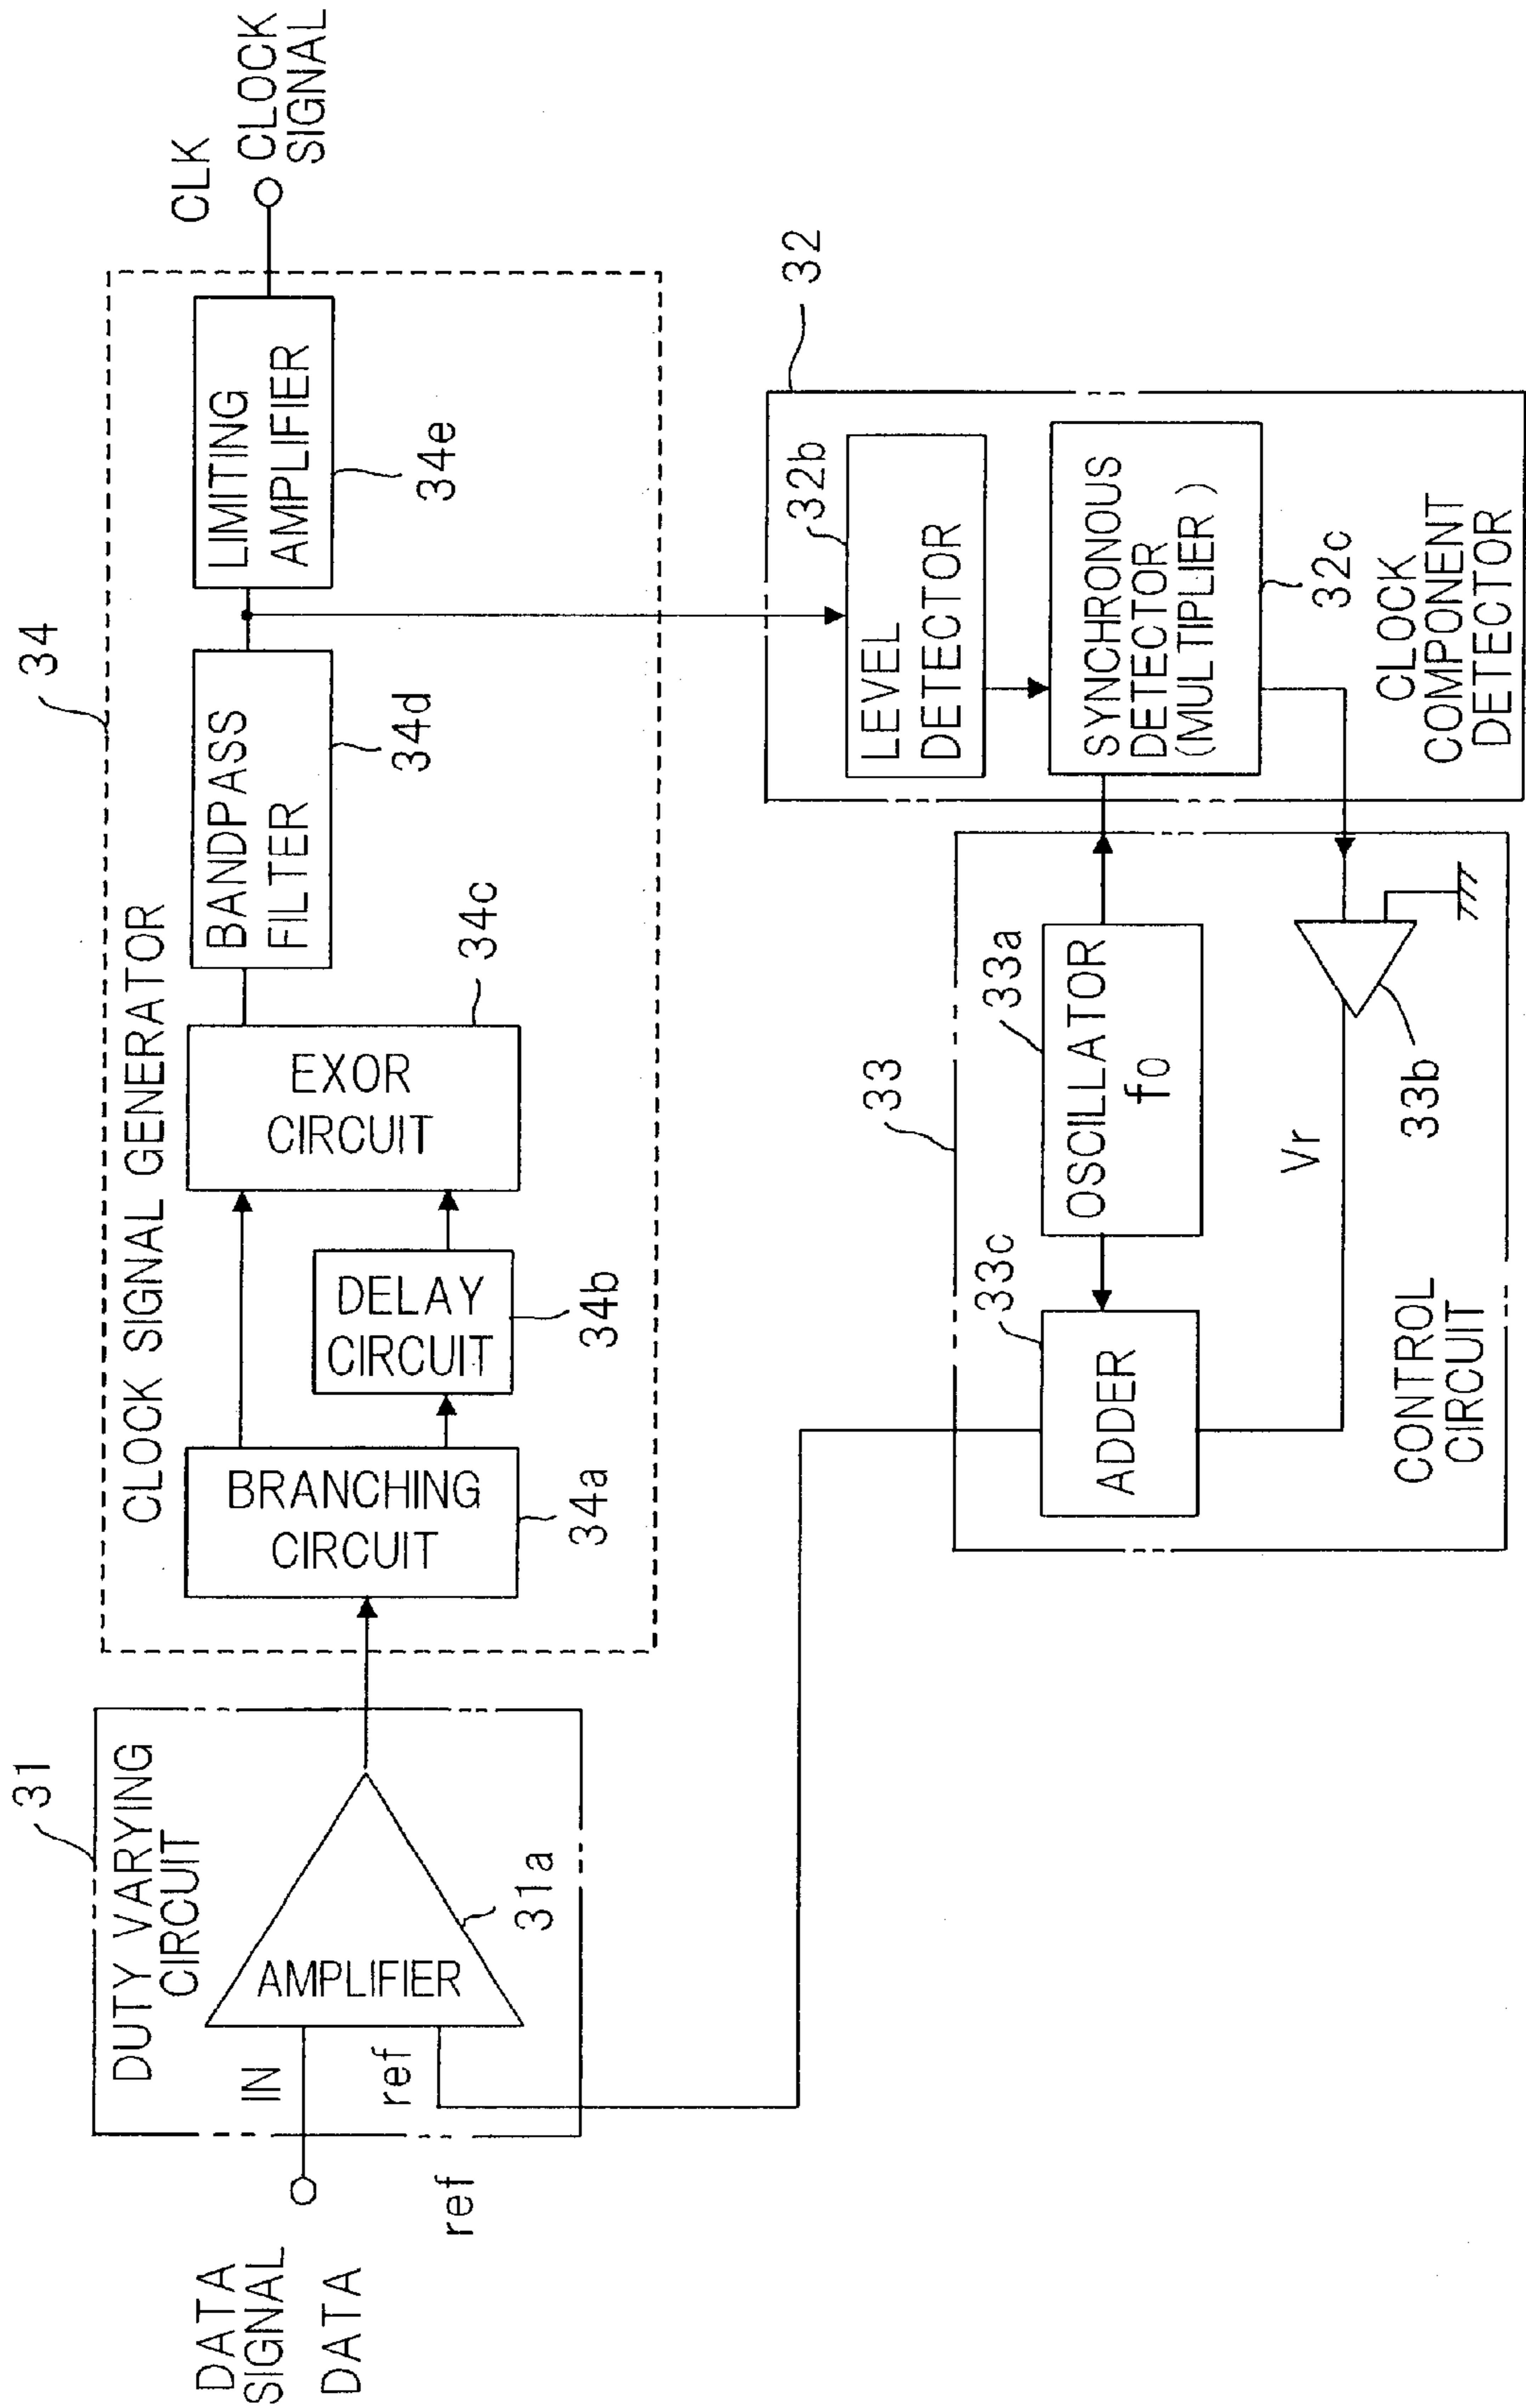 31
DUTY VARYING
CIRCUIT
DATA
SIGNAL
DATA
IN
ref
ref
AMPLIFIER
31a
34
CLOCK SIGNAL GENERATOR
BRANCHING
CIRCUIT
34a
DELAY
CIRCUIT
34b
EXOR
CIRCUIT
34c
BANDPASS
FILTER
34d
LIMITING
AMPLIFIER
34e
CLK
CLOCK
SIGNAL
33
33c
ADDER
33a
OSCILLATOR
f0
Vr
33b
CONTROL
CIRCUIT
32
32b
LEVEL
DETECTOR
SYNCHRONOUS
DETECTOR
(MULTIPLIER)
32c
CLOCK
COMPONENT
DETECTOR